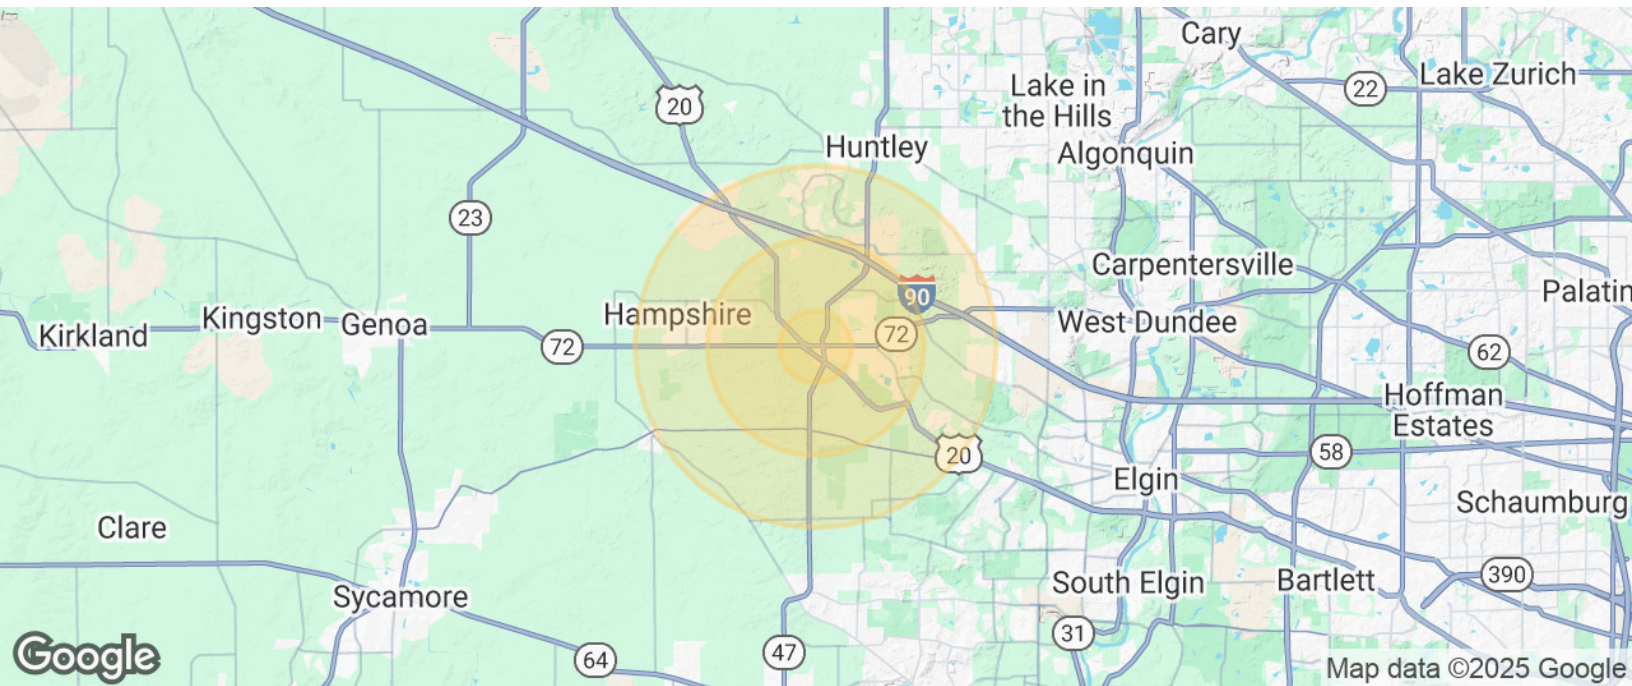 Cary
Lake Zurich
22
Lake in
the Hills
20
Huntley
Algonquin
23
Carpentersville
90
Palatin
Hampshire
Kingston
Genoa
Kirkland
72
72
West Dundee
62
Hoffman
Estates
20
58
Elgin
Schaumburg
Clare
390
South Elgin
Bartlett
Sycamore
31
47
64
Google
Map data ©2025 Google